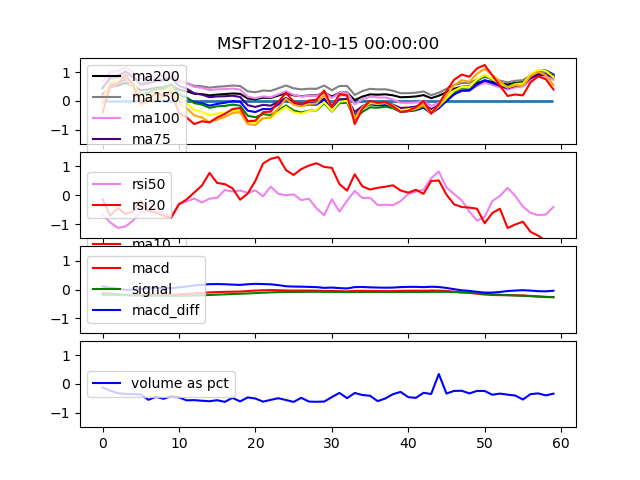 MSFT2012-10-15 00:00:00
1
0
−1
ma200
ma150
ma100
ma75
1
0
−1
rsi50
rsi20
ma10
1
0
−1
macd
signal
macd_diff
1
0
−1
volume as pct
0 10 20 30 40 50 60